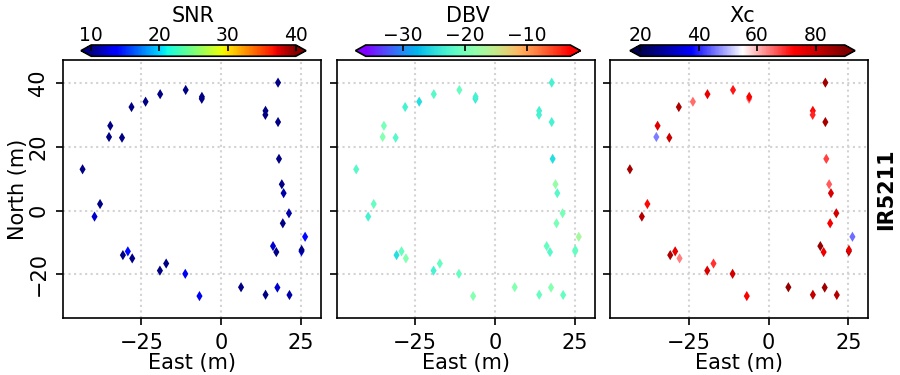 SNR DBV Xc
10 20 30 40 −30 −20 −10 20 40 60 80
40
20
0
−20
North (m)
−25 0 25 −25 0 25 −25 0 25
East (m) East (m) East (m)
IR5211